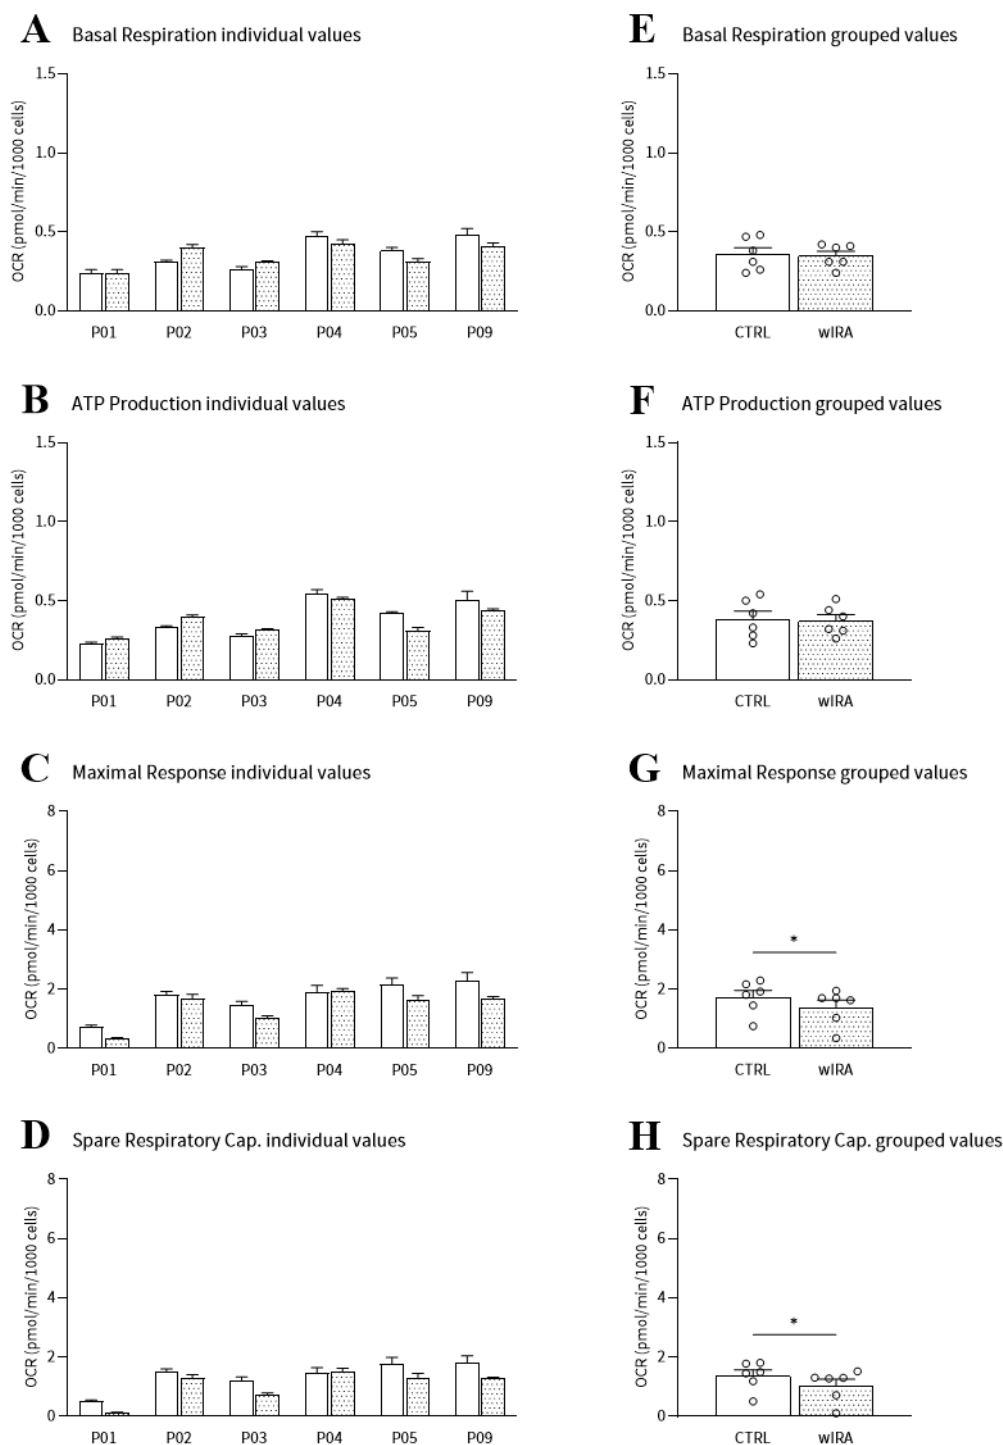 A Basal Respiration individual values
OCR (pmol/min/1000 cells)
1.5
1.0
0.5
0.0
P01 P02 P03 P04 P05 P09
E Basal Respiration grouped values
OCR (pmol/min/1000 cells)
1.5
1.0
0.5
0.0
CTRL wIRA
B ATP Production individual values
OCR (pmol/min/1000 cells)
1.5
1.0
0.5
0.0
P01 P02 P03 P04 P05 P09
F ATP Production grouped values
OCR (pmol/min/1000 cells)
1.5
1.0
0.5
0.0
CTRL wIRA
C Maximal Response individual values
OCR (pmol/min/1000 cells)
8
6
4
2
0
P01 P02 P03 P04 P05 P09
G Maximal Response grouped values
OCR (pmol/min/1000 cells)
8
6
4
2
0
*
CTRL wIRA
D Spare Respiratory Cap. individual values
OCR (pmol/min/1000 cells)
8
6
4
2
0
P01 P02 P03 P04 P05 P09
H Spare Respiratory Cap. grouped values
OCR (pmol/min/1000 cells)
8
6
4
2
0
*
CTRL wIRA